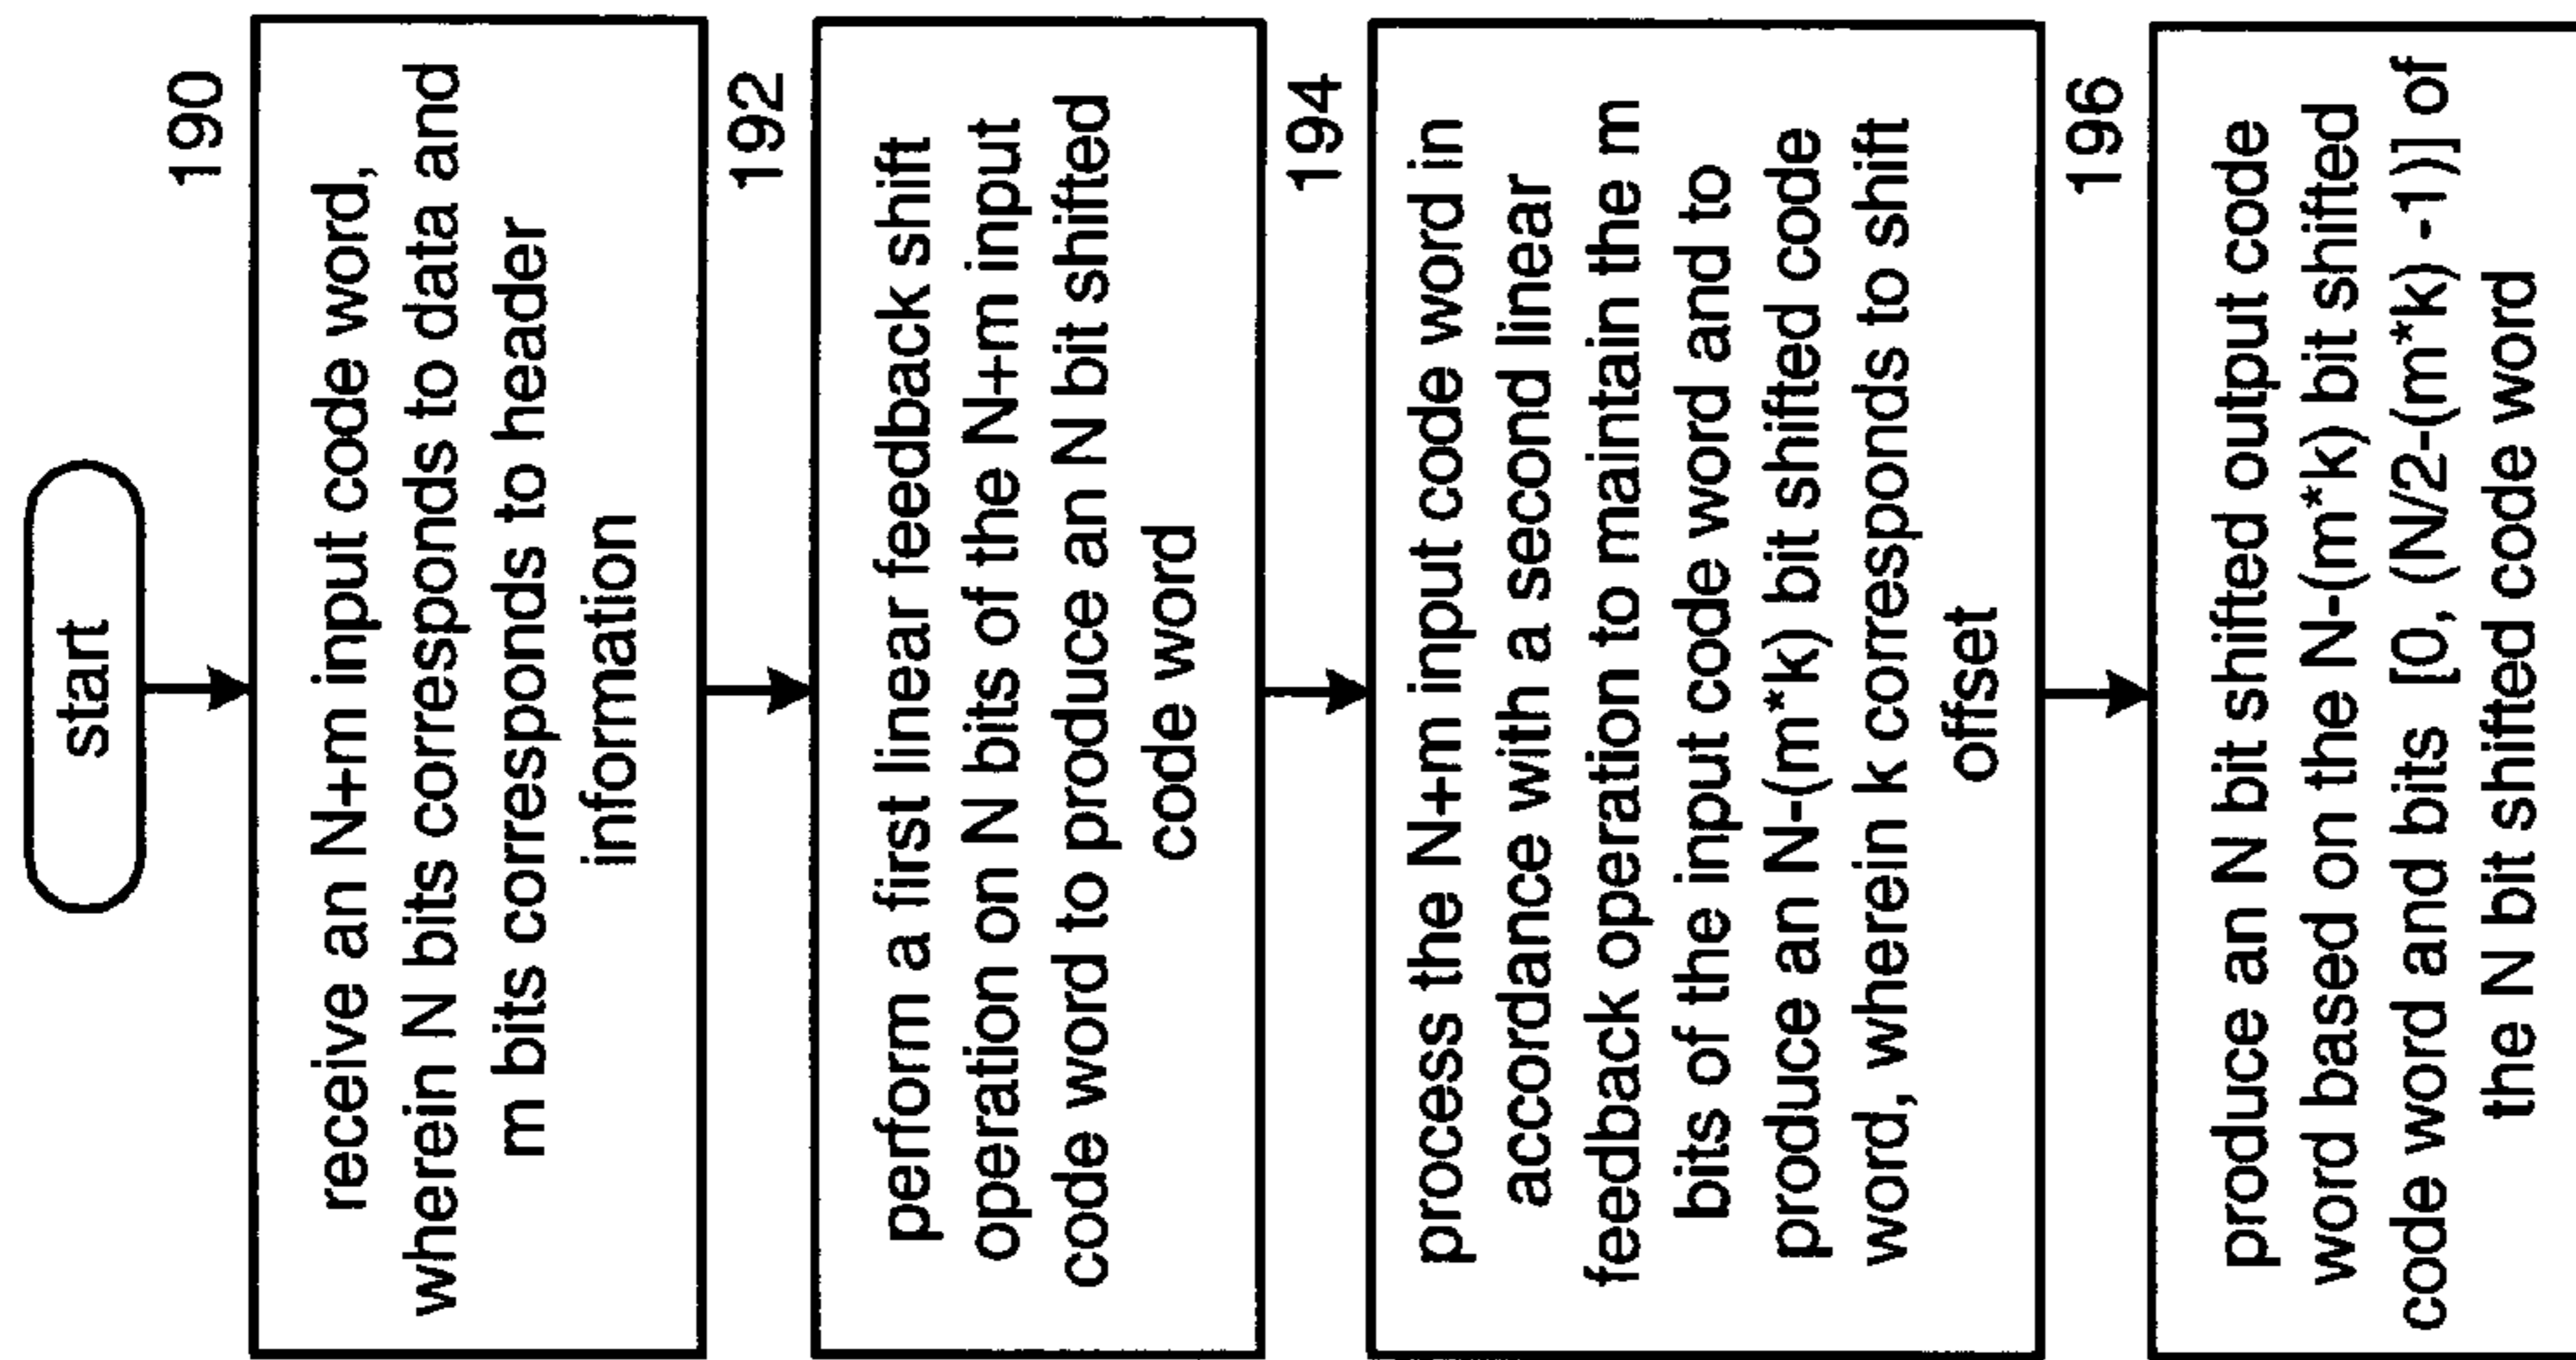 start
190
receive an N+m input code word,
wherein N bits corresponds to data and
m bits corresponds to header
information
192
perform a first linear feedback shift
operation on N bits of the N+m input
code word to produce an N bit shifted
code word
194
process the N+m input code word in
accordance with a second linear
feedback operation to maintain the m
bits of the input code word and to
produce an N-(m*k) bit shifted code
word, wherein k corresponds to shift
offset
196
produce an N bit shifted output code
word based on the N-(m*k) bit shifted
code word and bits [0, (N/2-(m*k) -1)] of
the N bit shifted code word